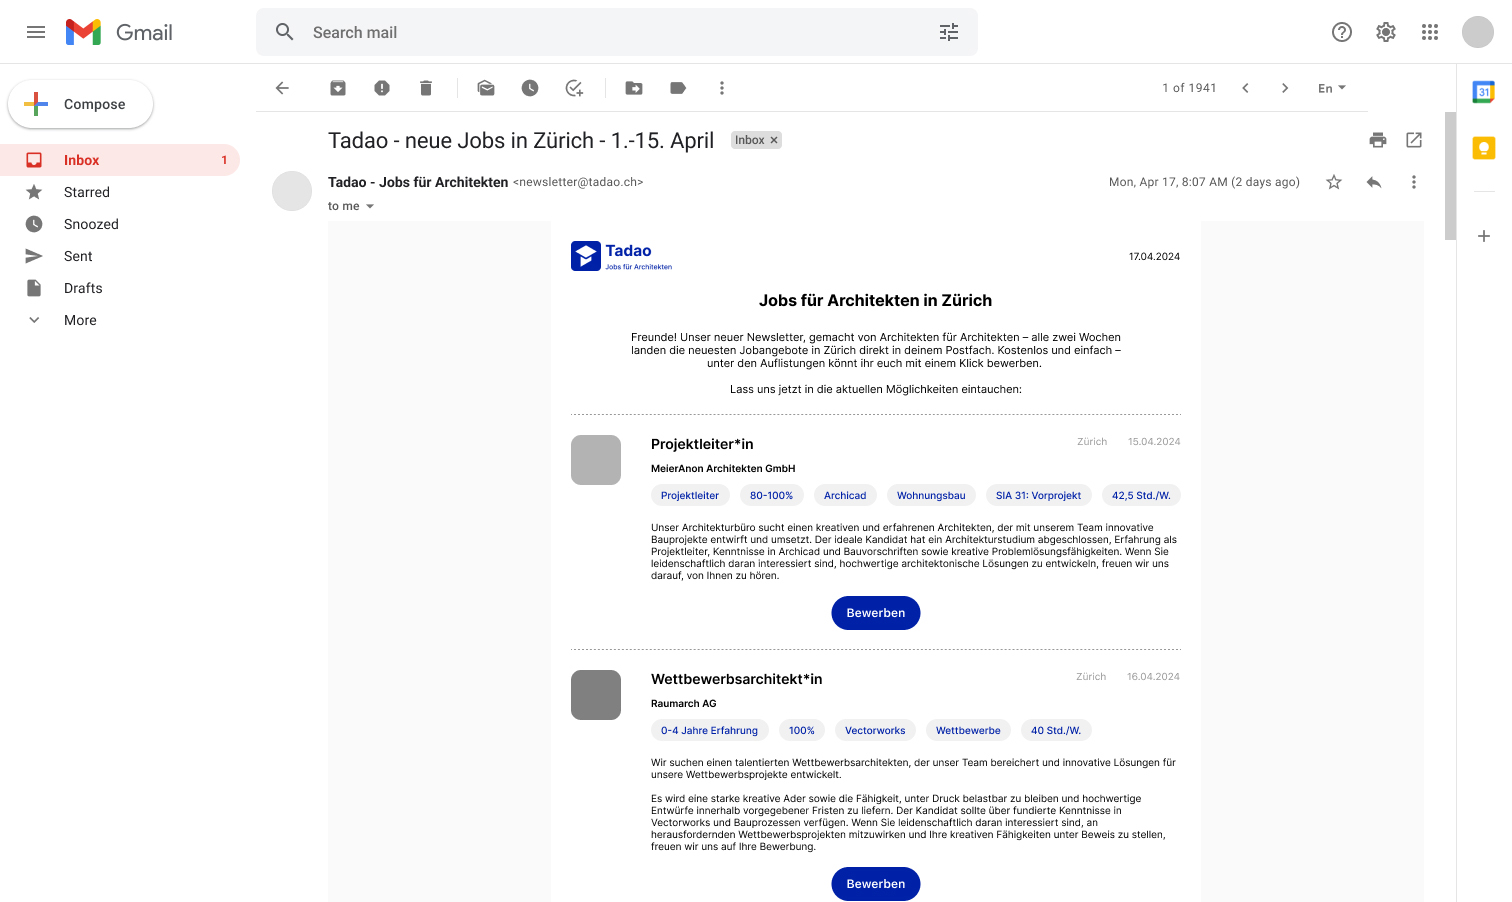 Gmail
Search mail
Compose
Inbox 1
Starred
Snoozed
Sent
Drafts
More
1 of 1941
En
31
Tadao - neue Jobs in Zürich - 1.-15. April
Inbox ×
Tadao - Jobs für Architekten <newsletter@tadao.ch>
Mon, Apr 17, 8:07 AM (2 days ago)
to me
Tadao
Jobs für Architekten
17.04.2024
Jobs für Architekten in Zürich
Freunde! Unser neuer Newsletter, gemacht von Architekten für Architekten – alle zwei Wochen
landen die neuesten Jobangebote in Zürich direkt in deinem Postfach. Kostenlos und einfach –
unter den Auflistungen könnt ihr euch mit einem Klick bewerben.
Lass uns jetzt in die aktuellen Möglichkeiten eintauchen:
Projektleiter*in
Zürich 15.04.2024
MeierAnon Architekten GmbH
Projektleiter 80-100% Archicad Wohnungsbau SIA 31: Vorprojekt 42,5 Std./W.
Unser Architekturbüro sucht einen kreativen und erfahrenen Architekten, der mit unserem Team innovative
Bauprojekte entwirft und umsetzt. Der ideale Kandidat hat ein Architekturstudium abgeschlossen, Erfahrung als
Projektleiter, Kenntnisse in Archicad und Bauvorschriften sowie kreative Problemlösungsfähigkeiten. Wenn Sie
leidenschaftlich daran interessiert sind, hochwertige architektonische Lösungen zu entwickeln, freuen wir uns
darauf, von Ihnen zu hören.
Bewerben
Wettbewerbsarchitekt*in
Zürich 16.04.2024
Raumarch AG
0-4 Jahre Erfahrung 100% Vectorworks Wettbewerbe 40 Std./W.
Wir suchen einen talentierten Wettbewerbsarchitekten, der unser Team bereichert und innovative Lösungen für
unsere Wettbewerbsprojekte entwickelt.
Es wird eine starke kreative Ader sowie die Fähigkeit, unter Druck belastbar zu bleiben und hochwertige
Entwürfe innerhalb vorgegebener Fristen zu liefern. Der Kandidat sollte über fundierte Kenntnisse in
Vectorworks und Bauprozessen verfügen. Wenn Sie leidenschaftlich daran interessiert sind, an
herausfordernden Wettbewerbsprojekten mitzuwirken und Ihre kreativen Fähigkeiten unter Beweis zu stellen,
freuen wir uns auf Ihre Bewerbung.
Bewerben